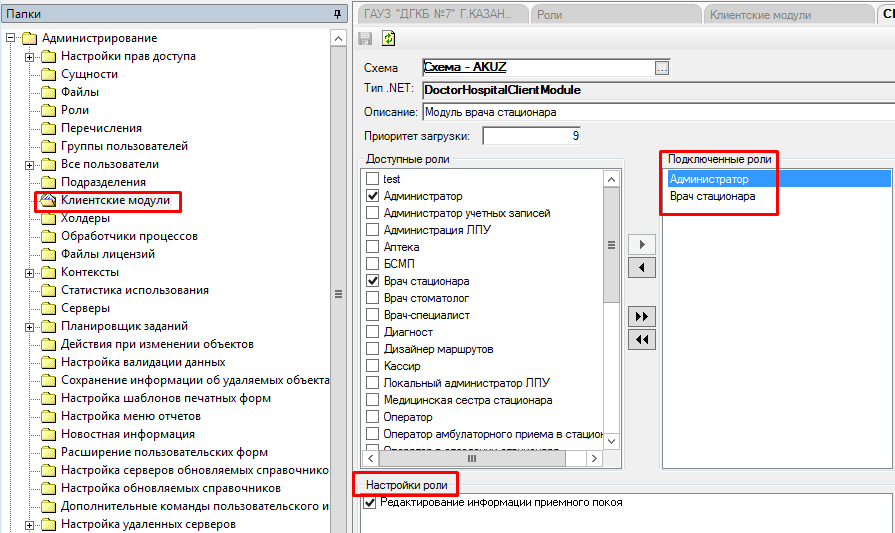 Папки
Администрирование
Настройки прав доступа
Сущности
Файлы
Роли
Перечисления
Группы пользователей
Все пользователи
Подразделения
Клиентские модули
Холдеры
Обработчики процессов
Файлы лицензий
Контексты
Статистика использования
Серверы
Планировщик заданий
Действия при изменении объектов
Настройка валидации данных
Сохранение информации об удаляемых объекта
Настройка шаблонов печатных форм
Настройка меню отчетов
Новостная информация
Расширение пользовательских форм
Настройка серверов обновляемых справочнико
Настройка обновляемых справочников
Дополнительные команды пользовательского и
Настройка удаленных серверов
ГАУЗ "ДГКБ №7" Г.КАЗАН...
Роли
Клиентские модули
Схема
Схема - AKUZ
...
Тип .NET:
DoctorHospitalClientModule
Описание:
Модуль врача стационара
Приоритет загрузки:
9
Доступные роли
test
Администратор
Администратор учетных записей
Администрация ЛПУ
Аптека
БСМП
Врач стационара
Врач стоматолог
Врач-специалист
Диагност
Дизайнер маршрутов
Кассир
Локальный администратор ЛПУ
Медицинская сестра стационара
Оператор
Оператор амбулаторного приема в стацион
Подключенные роли
Администратор
Врач стационара
Настройки роли
Редактирование информации приемного покоя